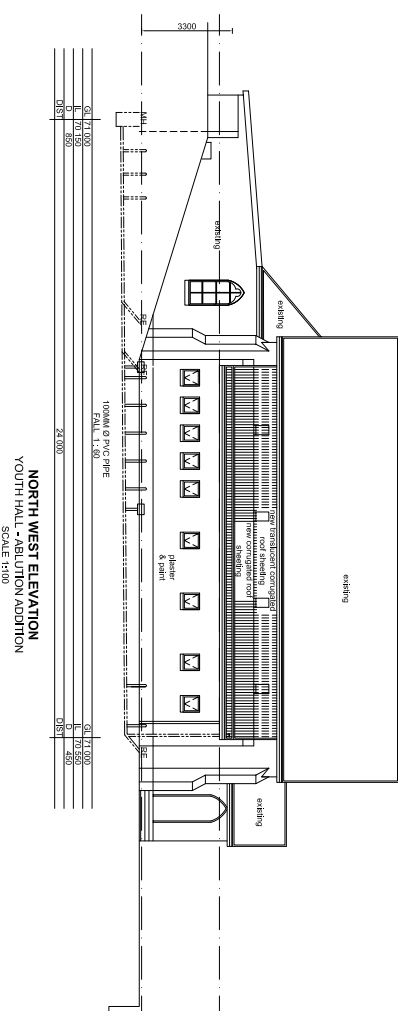 3300
existing
existing
existing
existing
new translucent corrugated
roof sheeting
new corrugated roof
sheeting
plaster
& paint
MH
RE
RE
RE
100MM Ø PVC PIPE
FALL 1 : 60
GL 71 000
IL 70 150
D 850
DIST
24 000
GL 71 000
IL 70 550
D 450
DIST
NORTH WEST ELEVATION
YOUTH HALL - ABLUTION ADDITION
SCALE 1:100